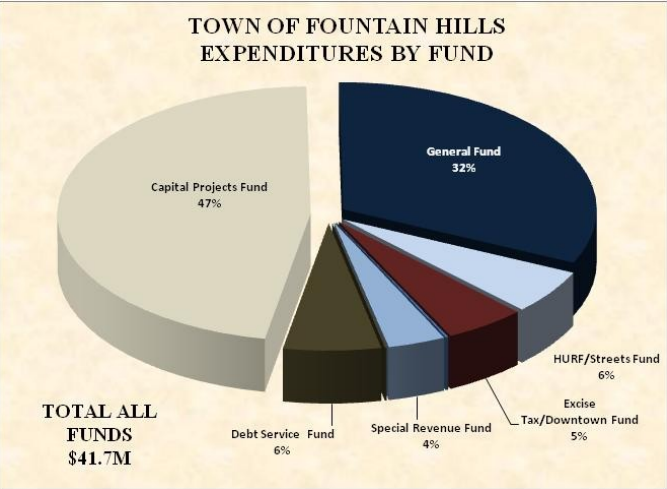 TOWN OF FOUNTAIN HILLS
EXPENDITURES BY FUND
General Fund
32%
Capital Projects Fund
47%
HURF/Streets Fund
6%
Excise
Tax/Downtown Fund
5%
Special Revenue Fund
4%
Debt Service Fund
6%
TOTAL ALL
FUNDS
$41.7M